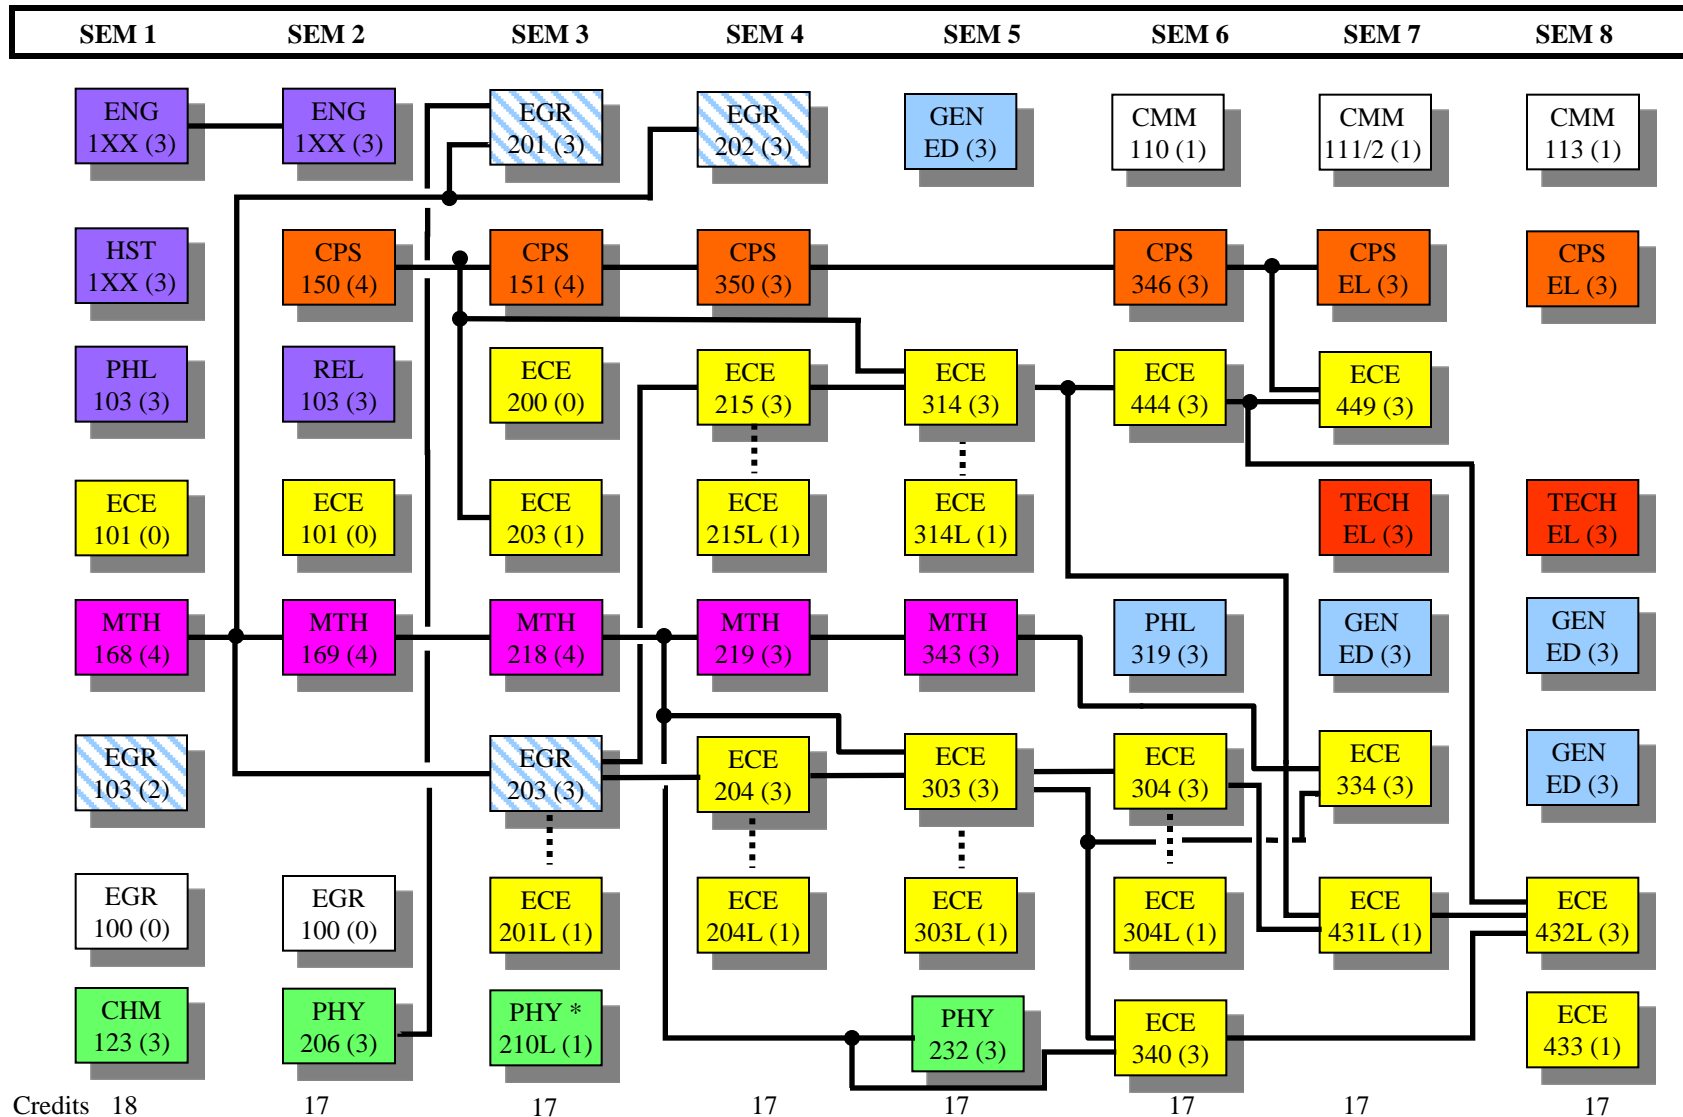 SEM 1 SEM 2 SEM 3 SEM 4 SEM 5 SEM 6 SEM 7 SEM 8
ENG ENG EGR EGR GEN CMM CMM CMM
1XX (3) 1XX (3) 201 (3) 202 (3) ED (3) 110 (1) 111/2 (1) 113 (1)
HST CPS CPS CPS CPS CPS CPS
1XX (3) 150 (4) 151 (4) 350 (3) 346 (3) EL (3) EL (3)
PHL REL ECE ECE ECE ECE ECE
103 (3) 103 (3) 200 (0) 215 (3) 314 (3) 444 (3) 449 (3)
ECE ECE ECE ECE ECE TECH TECH
101 (0) 101 (0) 203 (1) 215L (1) 314L (1) EL (3) EL (3)
MTH MTH MTH MTH MTH PHL GEN GEN
168 (4) 169 (4) 218 (4) 219 (3) 343 (3) 319 (3) ED (3) ED (3)
EGR EGR ECE ECE ECE ECE GEN
103 (2) 203 (3) 204 (3) 303 (3) 304 (3) 334 (3) ED (3)
EGR EGR ECE ECE ECE ECE ECE ECE
100 (0) 100 (0) 201L (1) 204L (1) 303L (1) 304L (1) 431L (1) 432L (3)
CHM PHY PHY * PHY ECE ECE
123 (3) 206 (3) 210L (1) 232 (3) 340 (3) 433 (1)
Credits 18 17 17 17 17 17 17 17